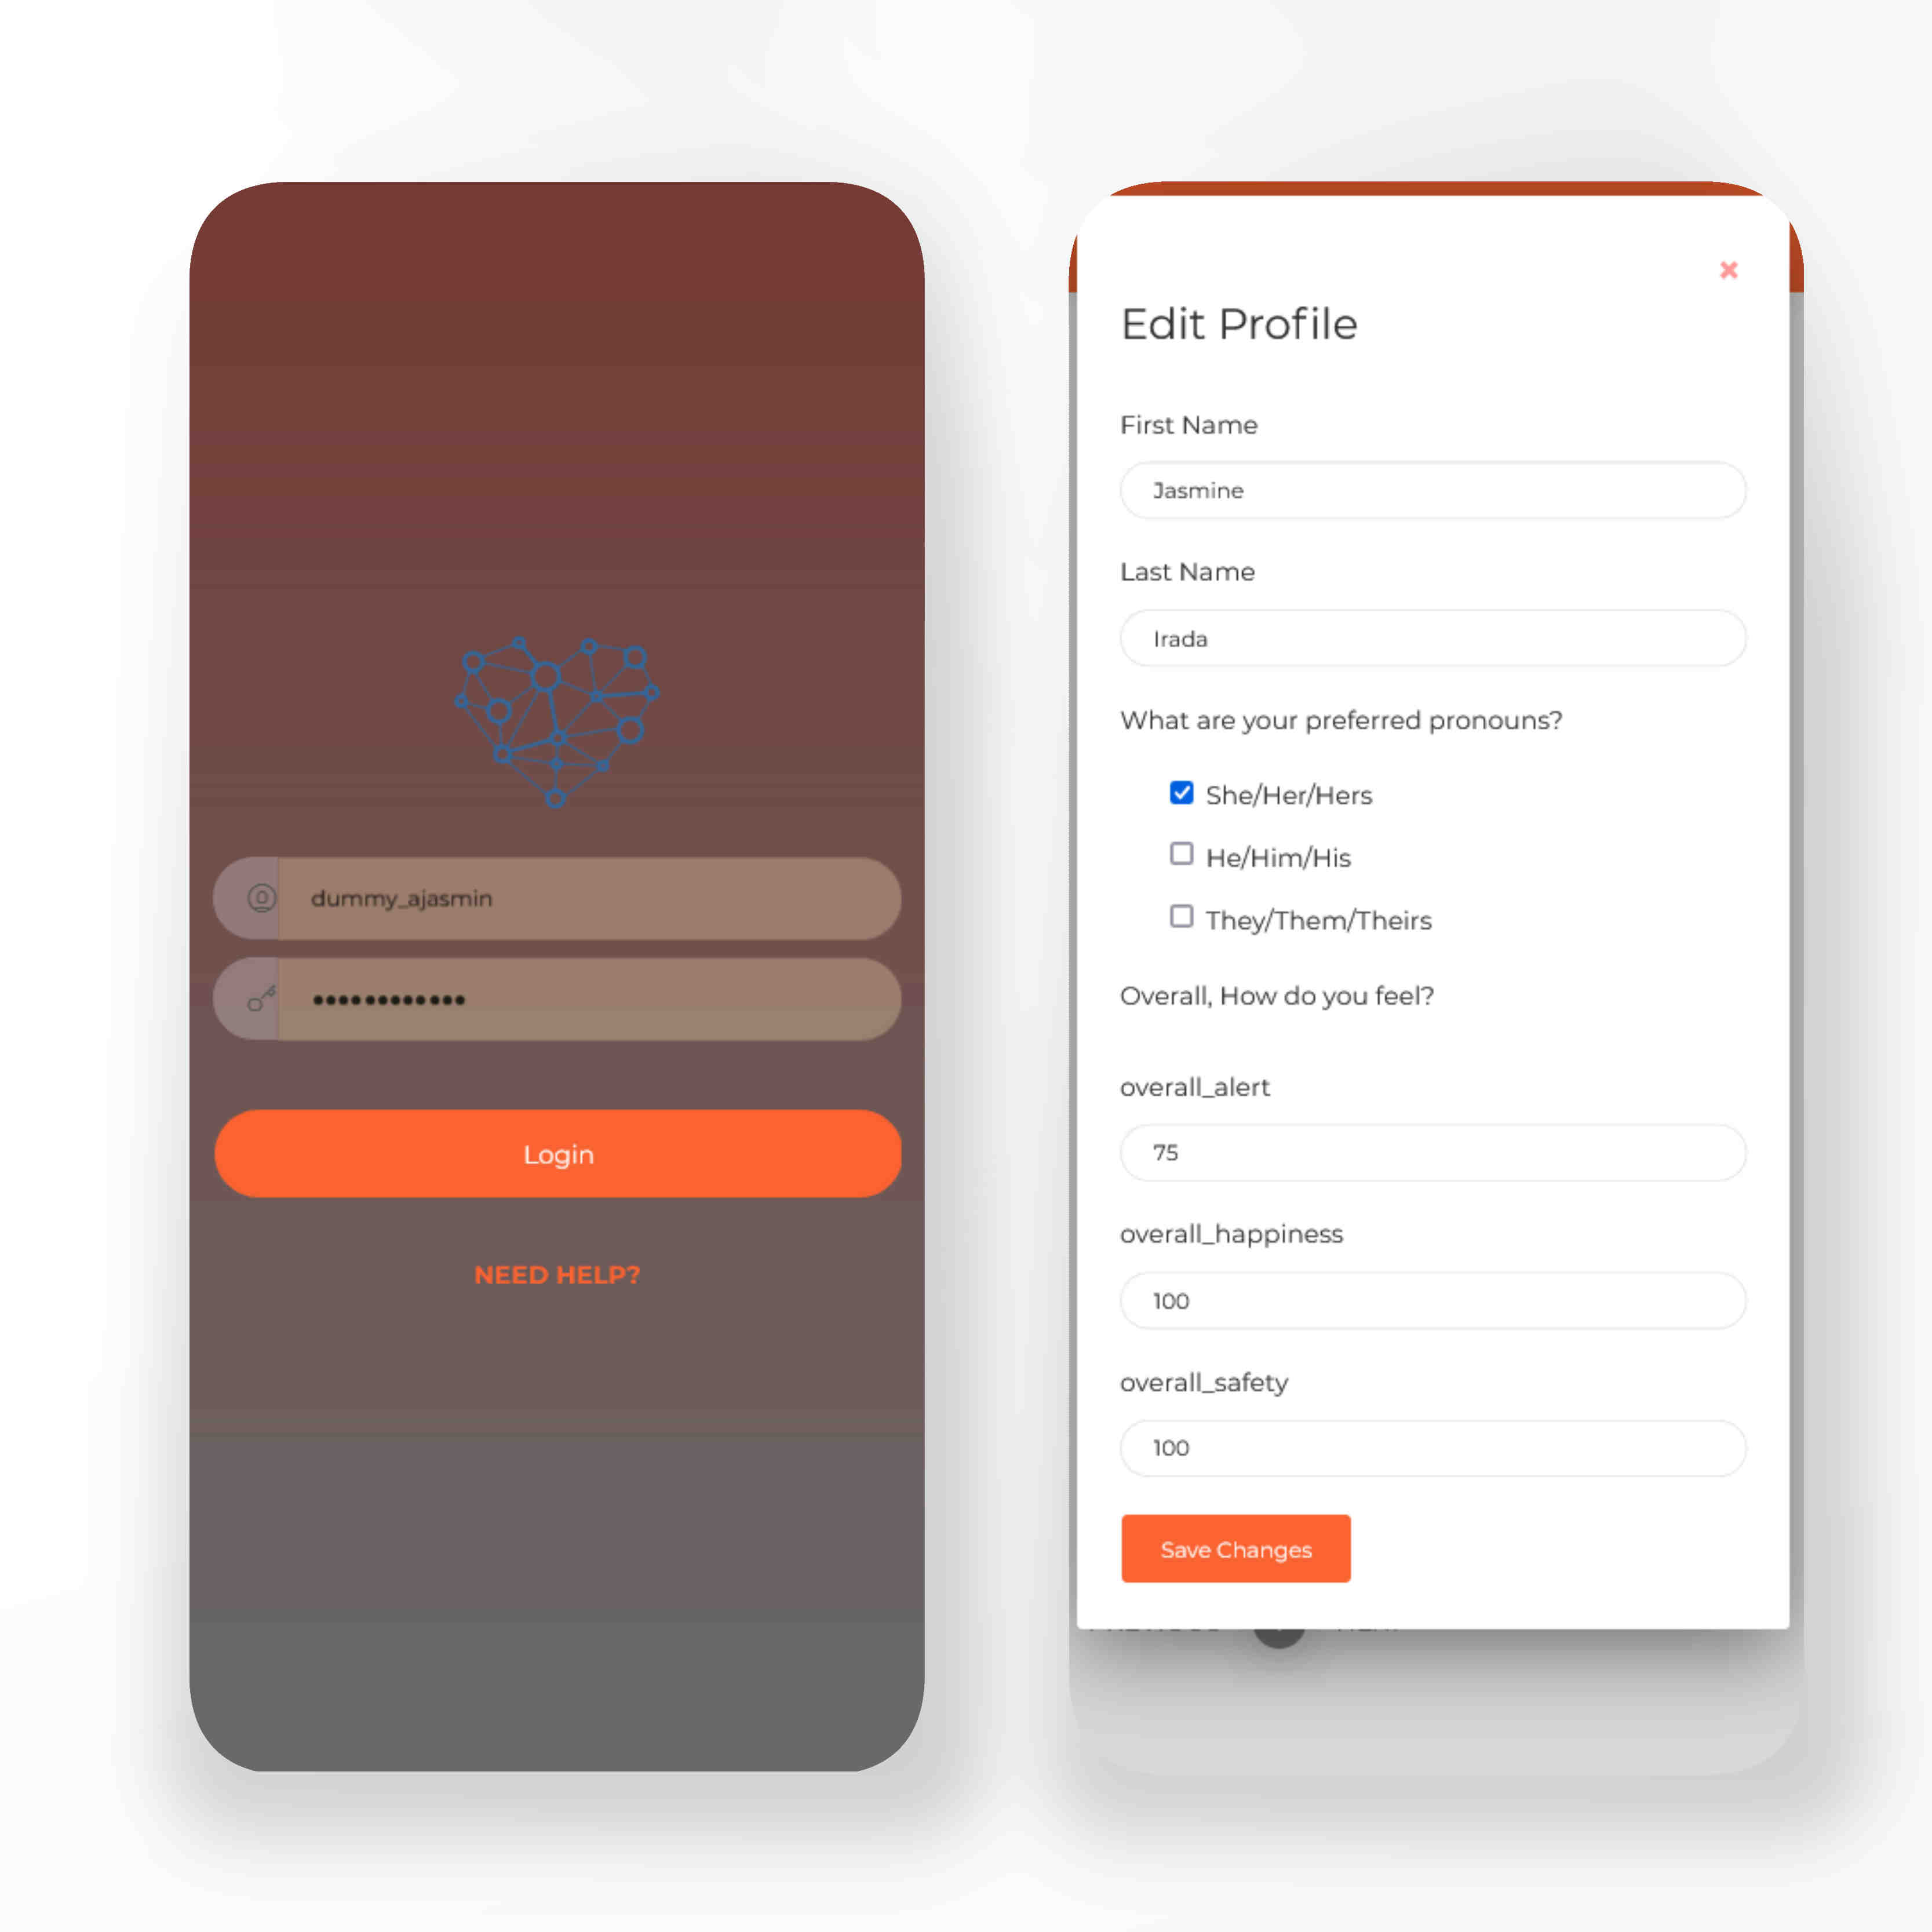 dummy_ajasmin
••••••••••••
Login
NEED HELP?
Edit Profile
First Name
Jasmine
Last Name
Irada
What are your preferred pronouns?
She/Her/Hers
He/Him/His
They/Them/Theirs
Overall, How do you feel?
overall_alert
75
overall_happiness
100
overall_safety
100
Save Changes